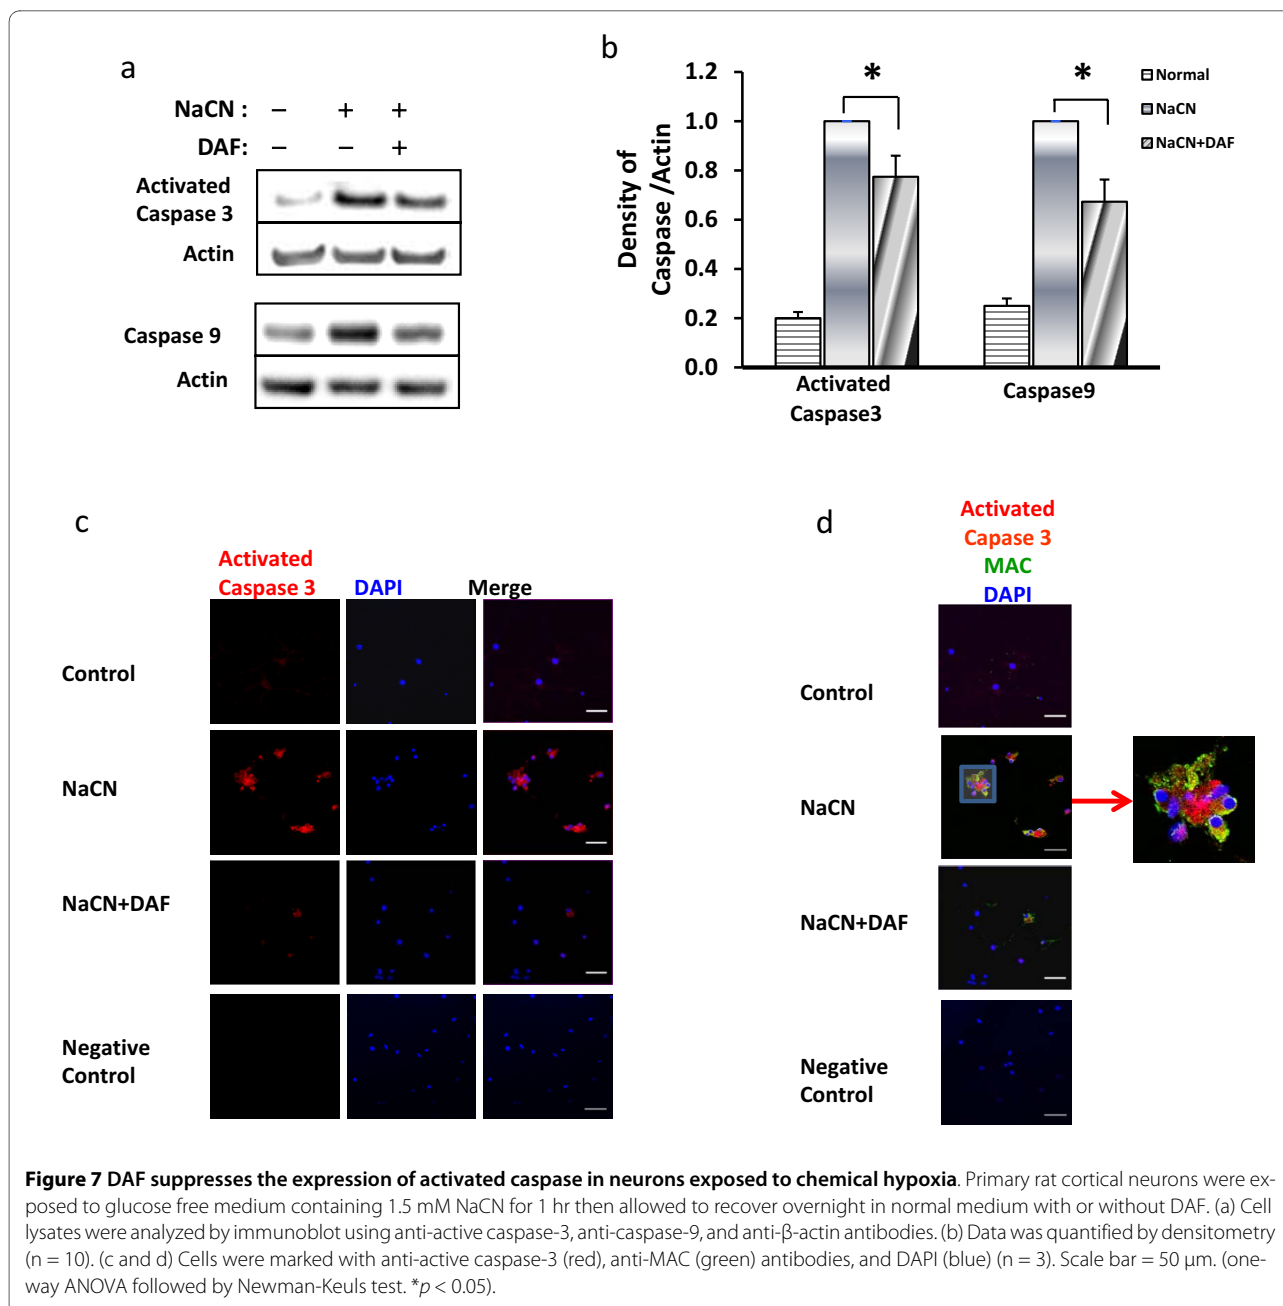 a
NaCN : − + +
DAF: − − +
Activated
Caspase 3
Actin
Caspase 9
Actin
b
1.2
1.0
0.8
0.6
0.4
0.2
0.0
Density of
Caspase /Actin
* *
Normal
NaCN
NaCN+DAF
Activated
Caspase3
Caspase9
c
Activated
Caspase 3 DAPI Merge
Control
NaCN
NaCN+DAF
Negative
Control
d
Activated
Capase 3
MAC
DAPI
Control
NaCN
NaCN+DAF
Negative
Control
Figure 7 DAF suppresses the expression of activated caspase in neurons exposed to chemical hypoxia. Primary rat cortical neurons were ex-
posed to glucose free medium containing 1.5 mM NaCN for 1 hr then allowed to recover overnight in normal medium with or without DAF. (a) Cell
lysates were analyzed by immunoblot using anti-active caspase-3, anti-caspase-9, and anti-β-actin antibodies. (b) Data was quantified by densitometry
(n = 10). (c and d) Cells were marked with anti-active caspase-3 (red), anti-MAC (green) antibodies, and DAPI (blue) (n = 3). Scale bar = 50 μm. (one-
way ANOVA followed by Newman-Keuls test. *p < 0.05).